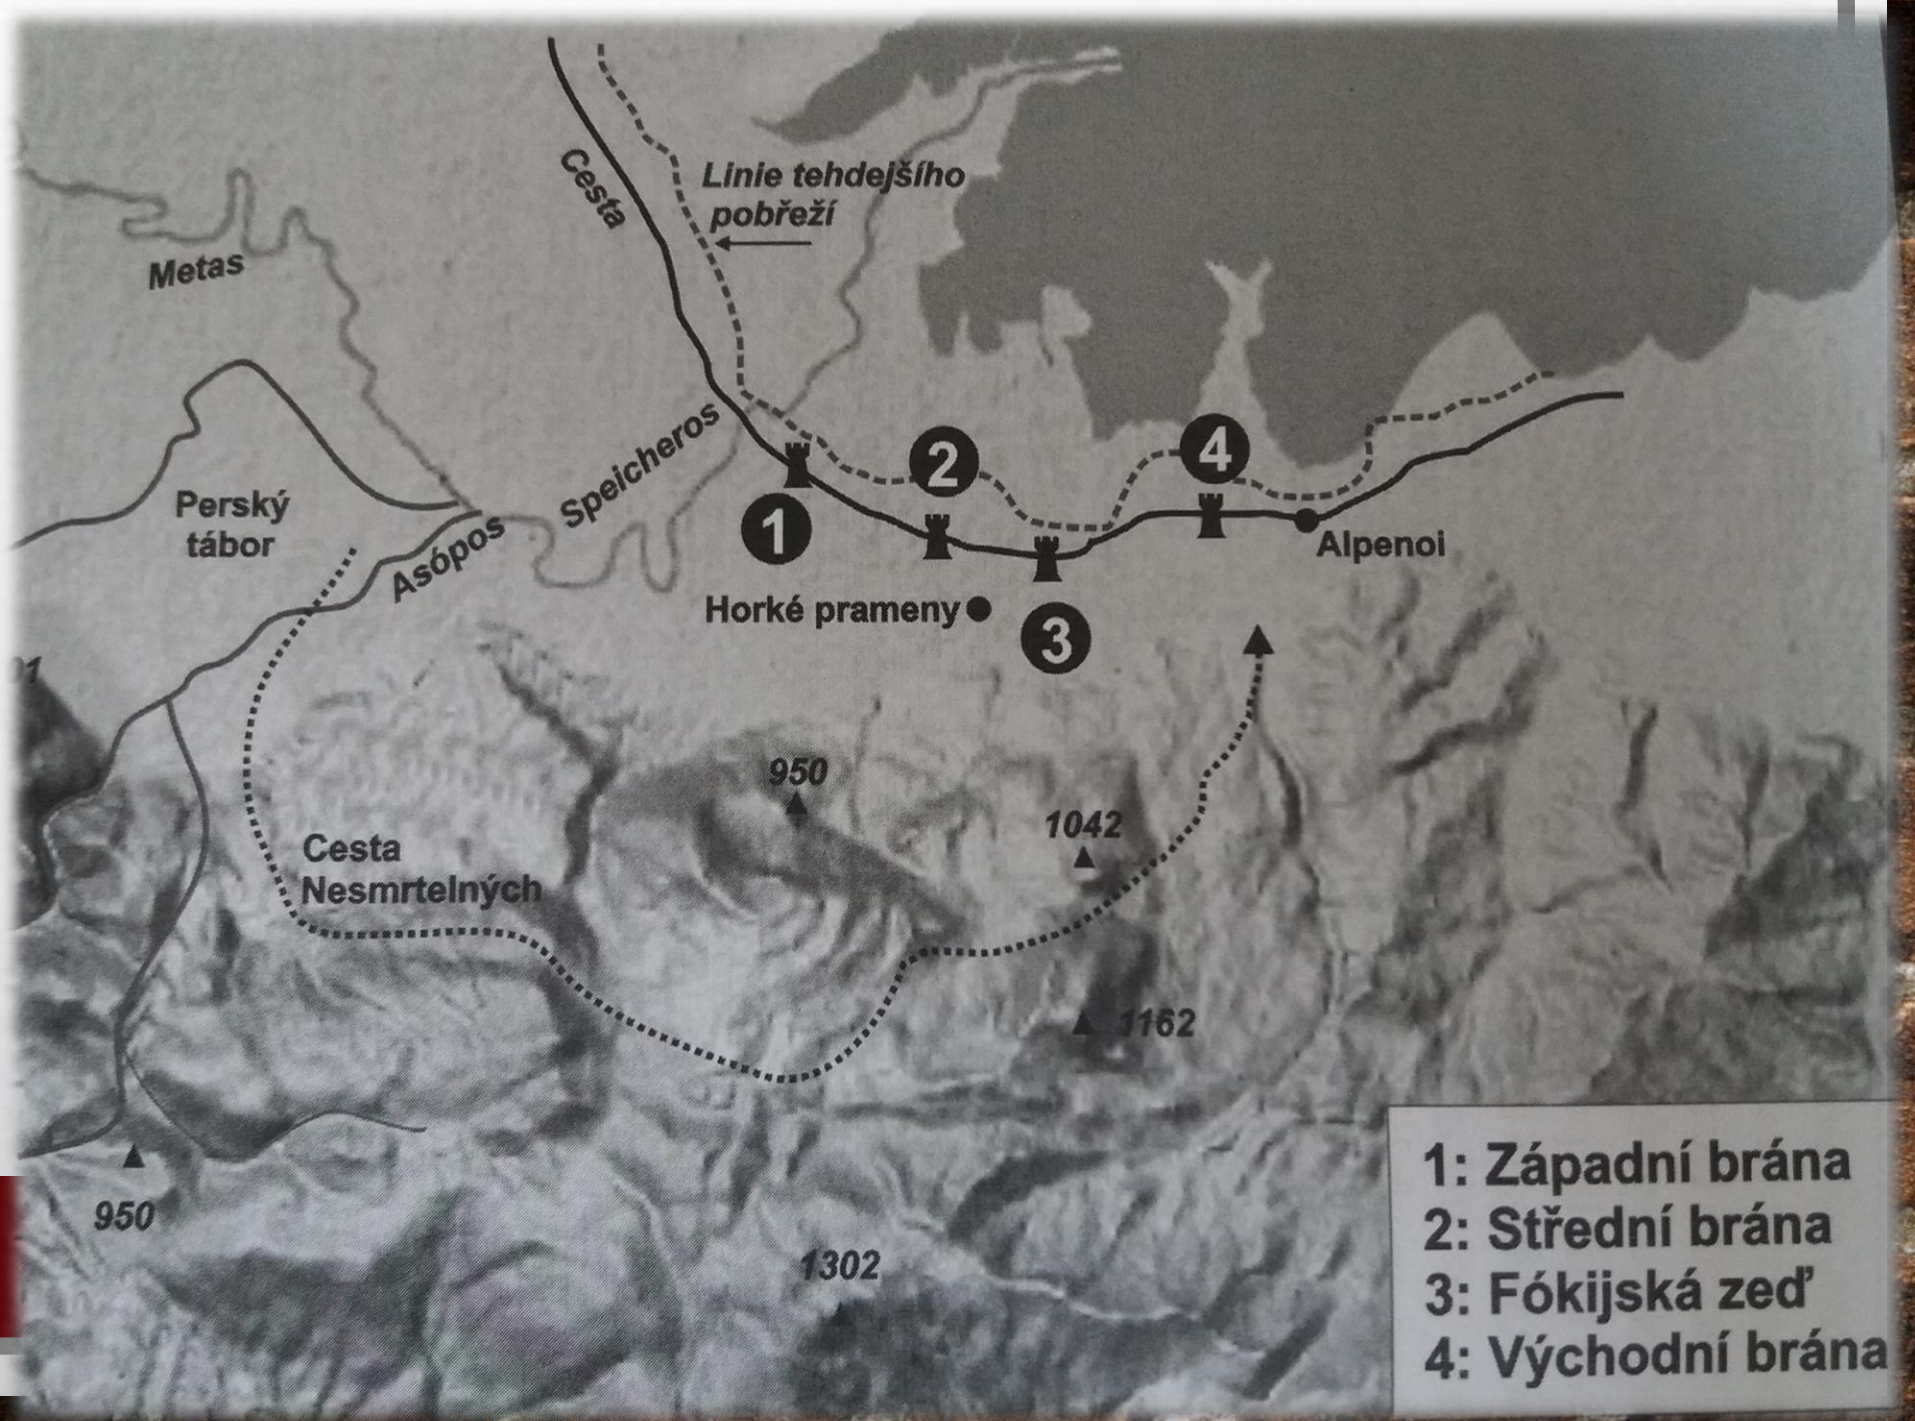 Cesta
Linie tehdejšího
pobřeží
Metas
Speicheros
Perský
tábor
Asópos
1
2
3
4
Alpenoi
Horké prameny
950
1042
Cesta
Nesmrtelných
1162
950
1302
1: Západní brána
2: Střední brána
3: Fókijská zeď
4: Východní brána